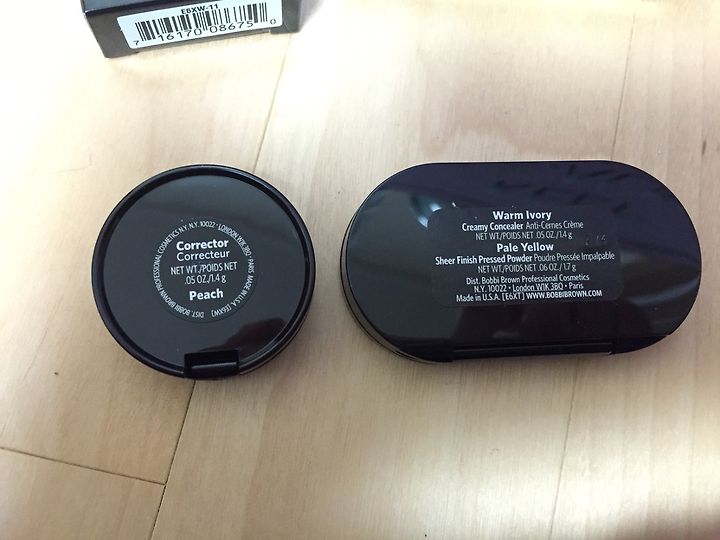 E6XW-11
7 16170 08675 0
DIST. BOBBI BROWN PROFESSIONAL COSMETICS N.Y. N.Y. 10022 · LONDON W1K 3BQ · PARIS MADE IN U.S.A. [E6XW]
Corrector
Correcteur
NET WT./POIDS NET
.05 OZ./1.4 g
Peach
Warm Ivory
Creamy Concealer Anti-Cernes Crème
NET WT./POIDS NET .05 OZ./1.4 g
Pale Yellow
Sheer Finish Pressed Powder Poudre Pressée Impalpable
NET WT./POIDS NET .06 OZ./1.7 g
Dist. Bobbi Brown Professional Cosmetics
N.Y. 10022 • London W1K 3BQ • Paris
Made in U.S.A. [E6XT] WWW.BOBBIBROWN.COM